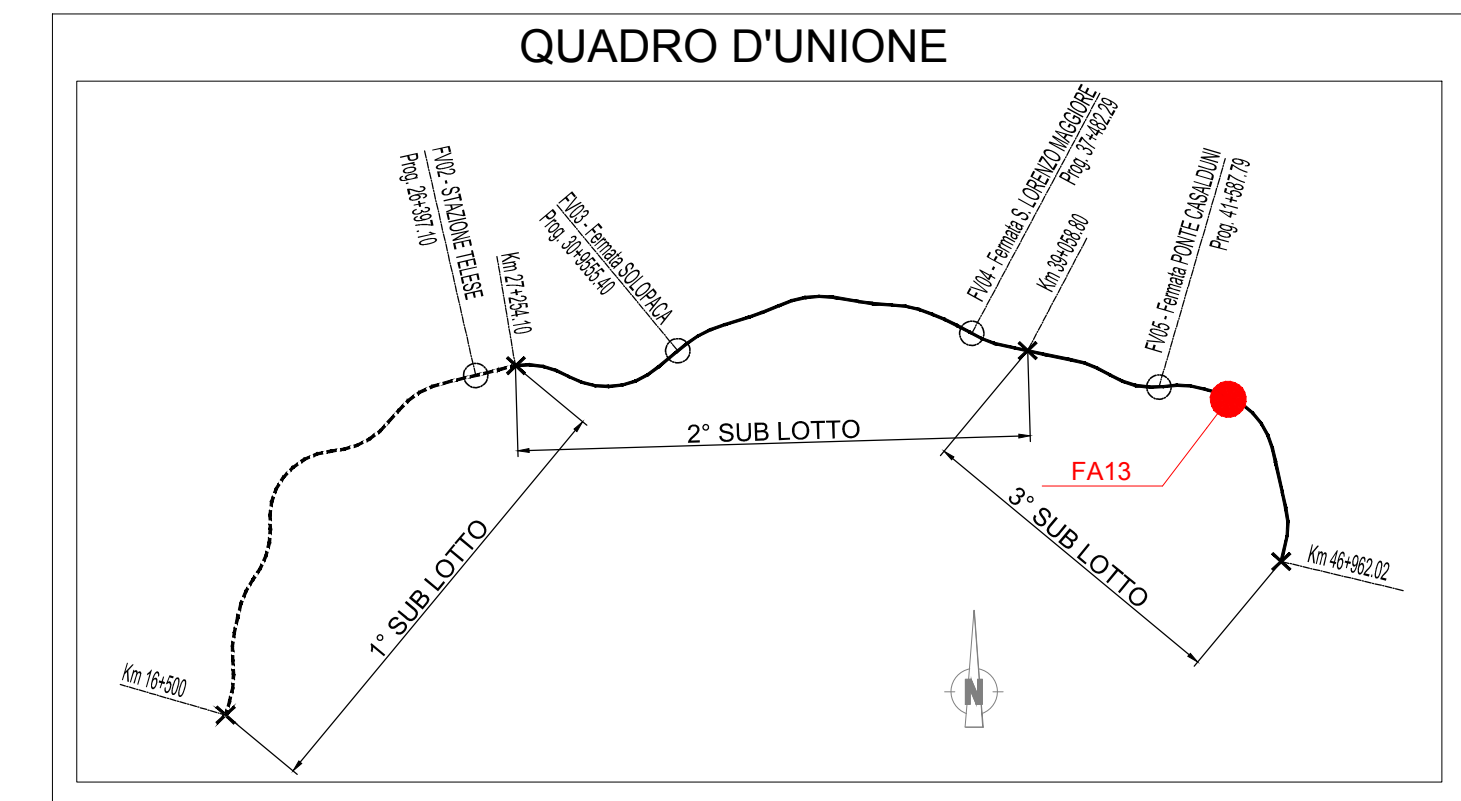 QUADRO D'UNIONE
FV02 - STAZIONE TELESE
Prog. 26+397.10
Km 27+254.10
FV03 - Fermata SOLOPACA
Prog. 30+9555.40
FV04 - Fermata S. LORENZO MAGGIORE
Prog. 37+482.29
Km 39+058.80
FV05 - Fermata PONTE CASALDUNI
Prog. 41+587.79
2° SUB LOTTO
FA13
3° SUB LOTTO
1° SUB LOTTO
Km 46+962.02
Km 16+500
N